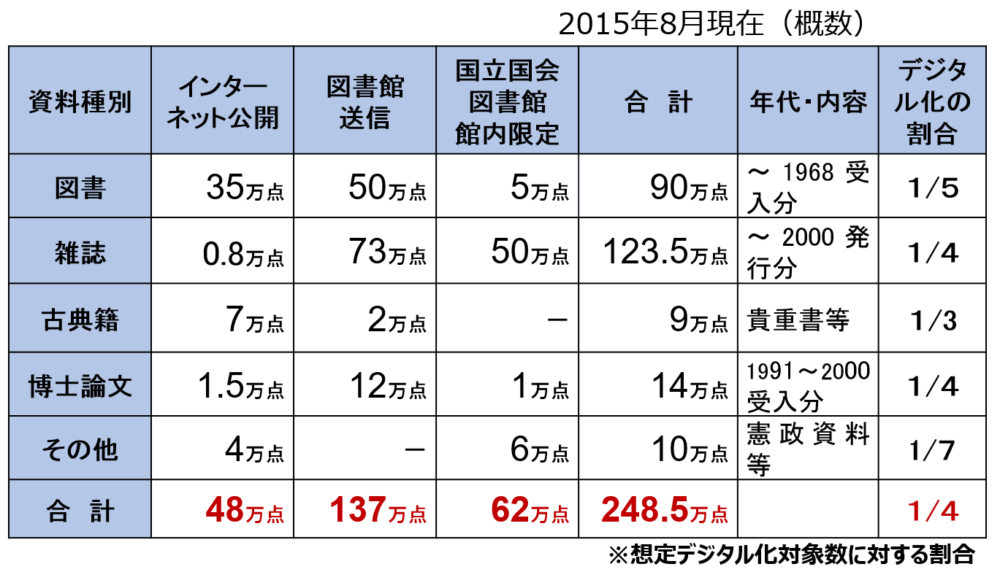 2015年8月現在（概数）
資料種別
インター
ネット公開
図書館
送信
国立国会
図書館
館内限定
合　計
年代・内容
デジタ
ル化の
割合
図書
35万点
50万点
5万点
90万点
～ 1968 受
入分
1/5
雑誌
0.8万点
73万点
50万点
123.5万点
～ 2000 発
行分
1/4
古典籍
7万点
2万点
－
9万点
貴重書等
1/3
博士論文
1.5万点
12万点
1万点
14万点
1991～2000
受入分
1/4
その他
4万点
－
6万点
10万点
憲政資料
等
1/7
合　計
48万点
137万点
62万点
248.5万点
1/4
※想定デジタル化対象数に対する割合